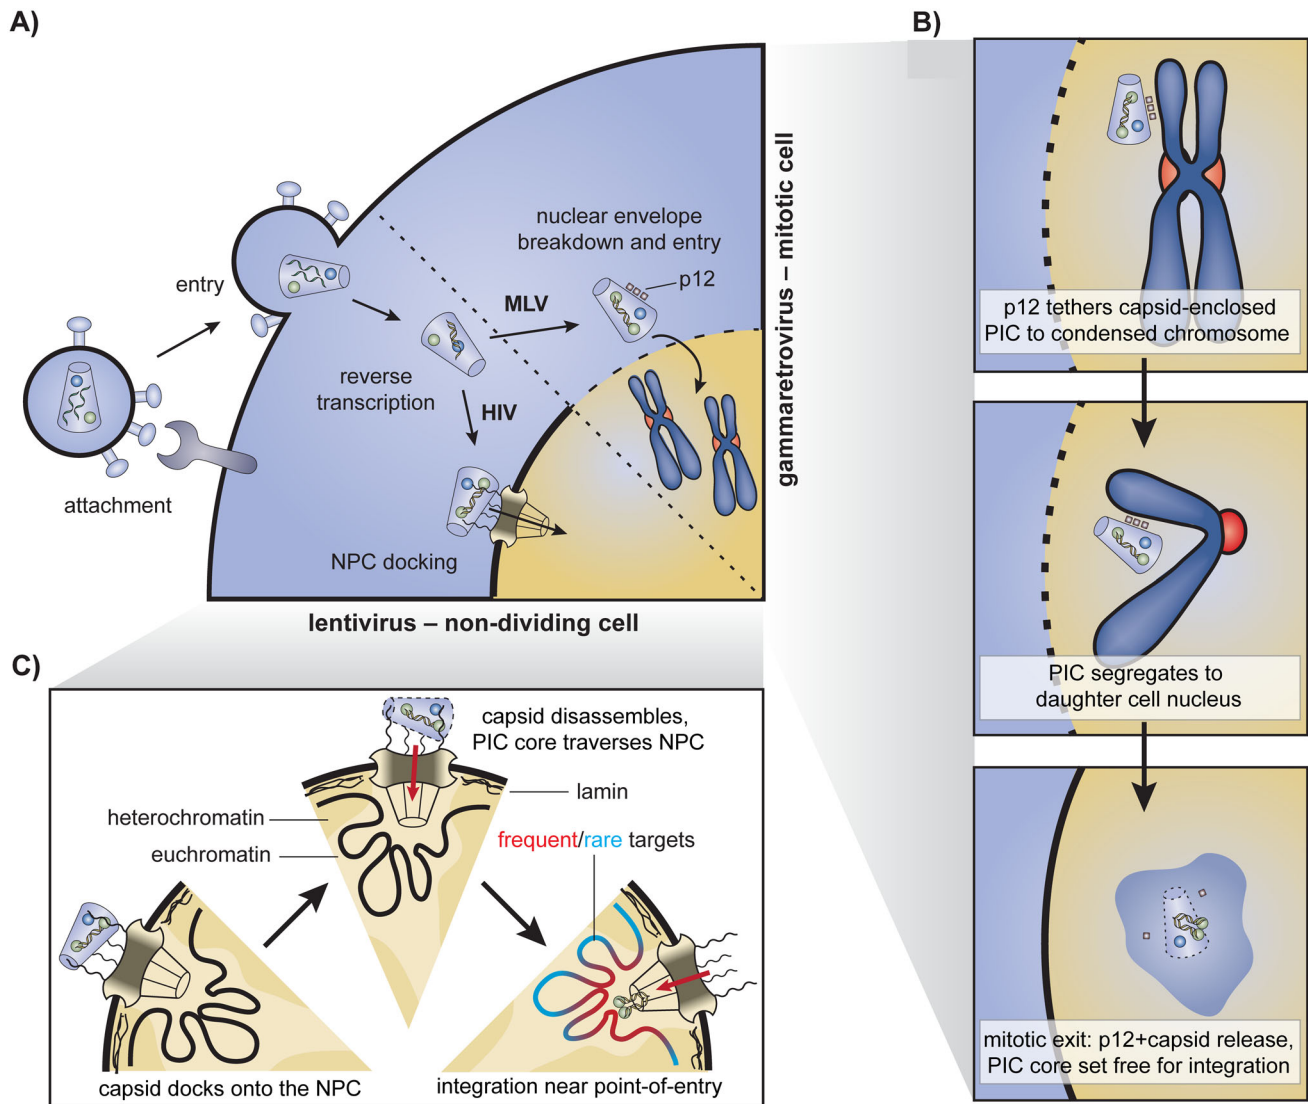 A)
nuclear envelope
breakdown and entry
p12
entry
MLV
reverse
transcription
HIV
attachment
NPC docking
lentivirus – non-dividing cell
gammaretrovirus – mitotic cell
B)
p12 tethers capsid-enclosed
PIC to condensed chromosome
PIC segregates to
daughter cell nucleus
mitotic exit: p12+capsid release,
PIC core set free for integration
C)
capsid disassembles,
PIC core traverses NPC
lamin
heterochromatin
euchromatin
frequent/rare targets
capsid docks onto the NPC
integration near point-of-entry